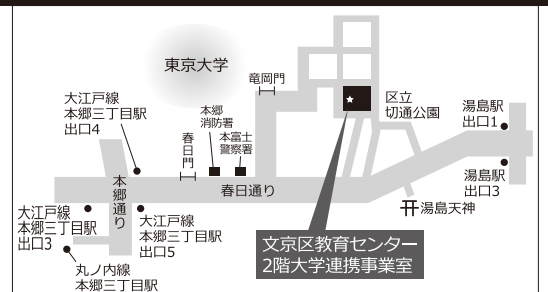 東京大学
竜岡門
区立
切通公園
湯島駅
出口1
大江戸線
本郷三丁目駅
出口4
本郷
消防署
本富士
警察署
春日門
湯島駅
出口3
本郷通り
春日通り
湯島天神
大江戸線
本郷三丁目駅
出口3
大江戸線
本郷三丁目駅
出口5
文京区教育センター
2階大学連携事業室
丸ノ内線
本郷三丁目駅